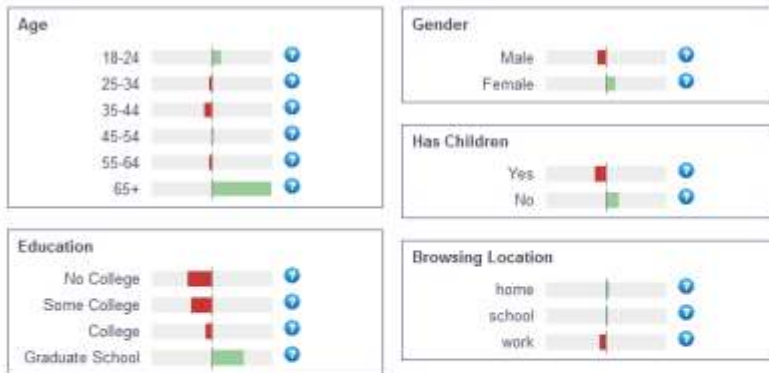 Age
18-24
25-34
35-44
45-54
55-64
65+
Education
No College
Some College
College
Graduate School
Gender
Male
Female
Has Children
Yes
No
Browsing Location
home
school
work